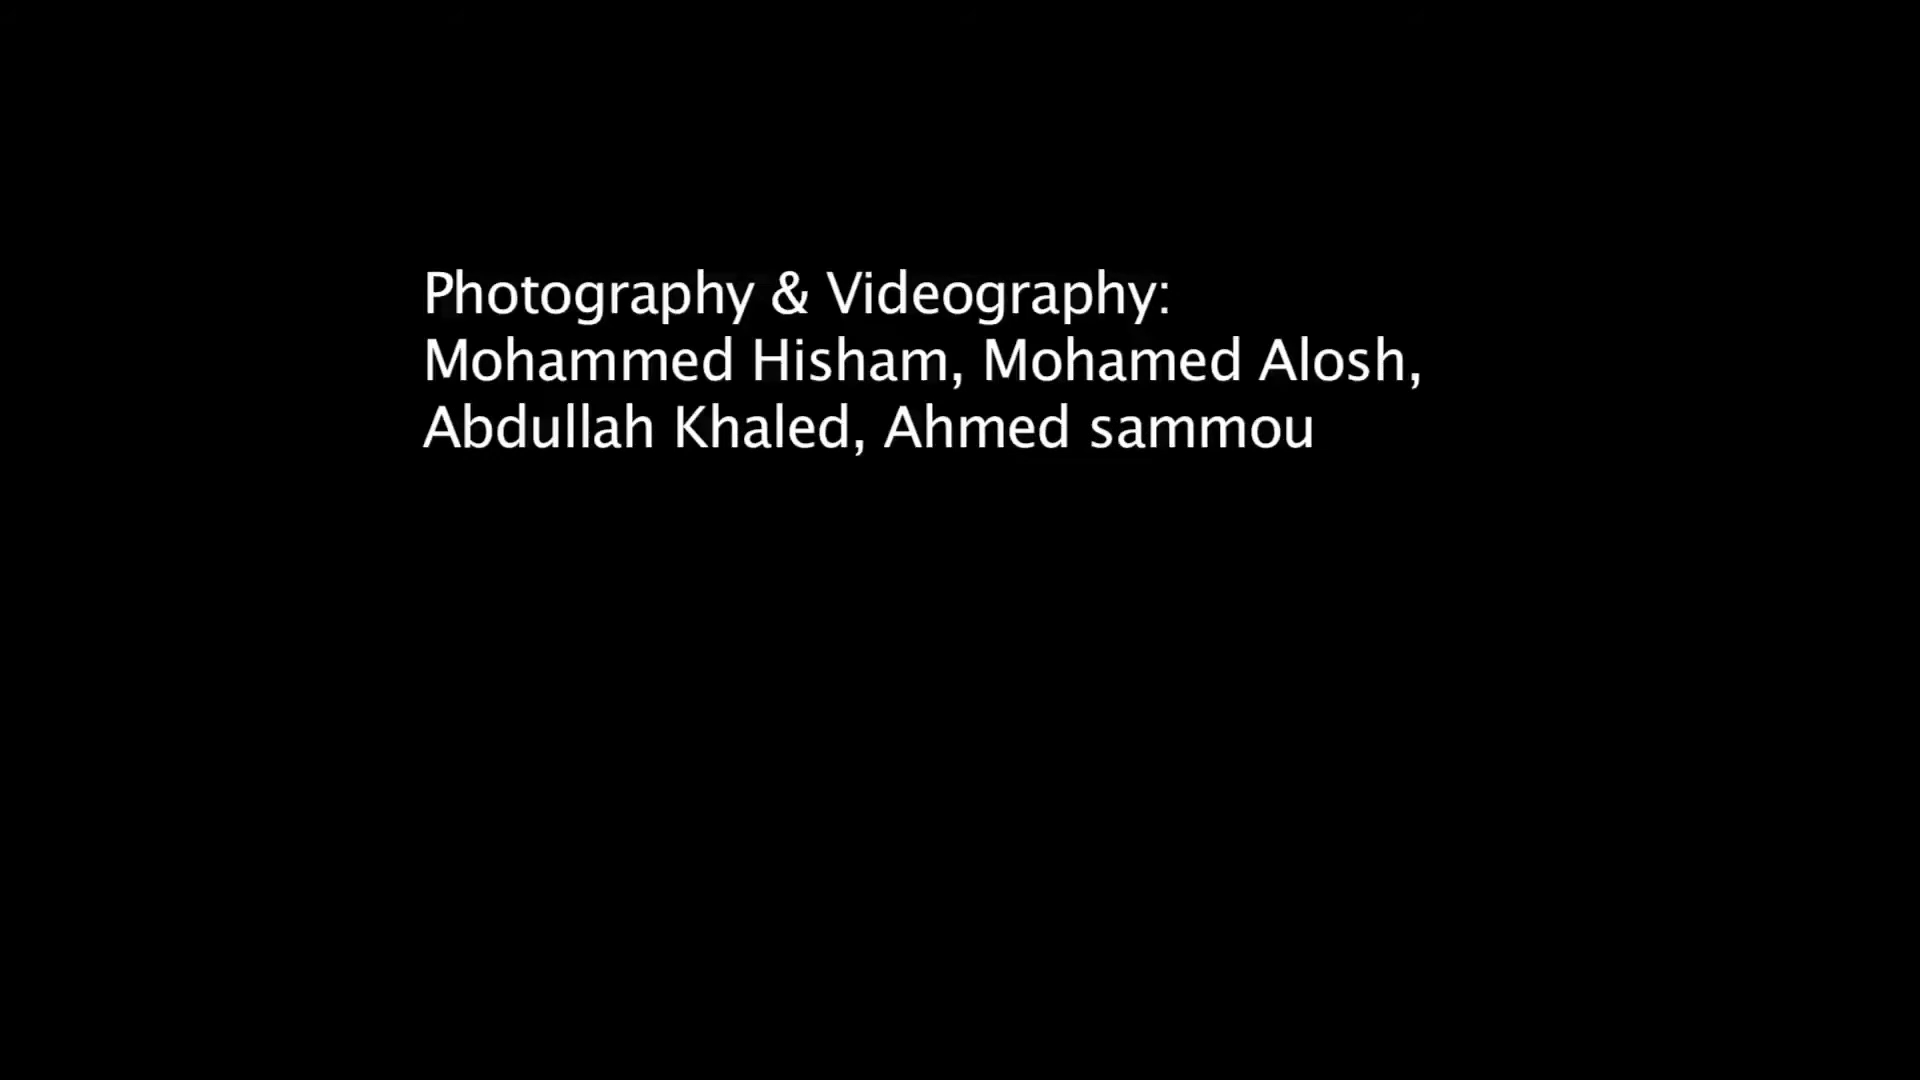 Photography & Videography:
Mohammed Hisham, Mohamed Alosh,
Abdullah Khaled, Ahmed sammou